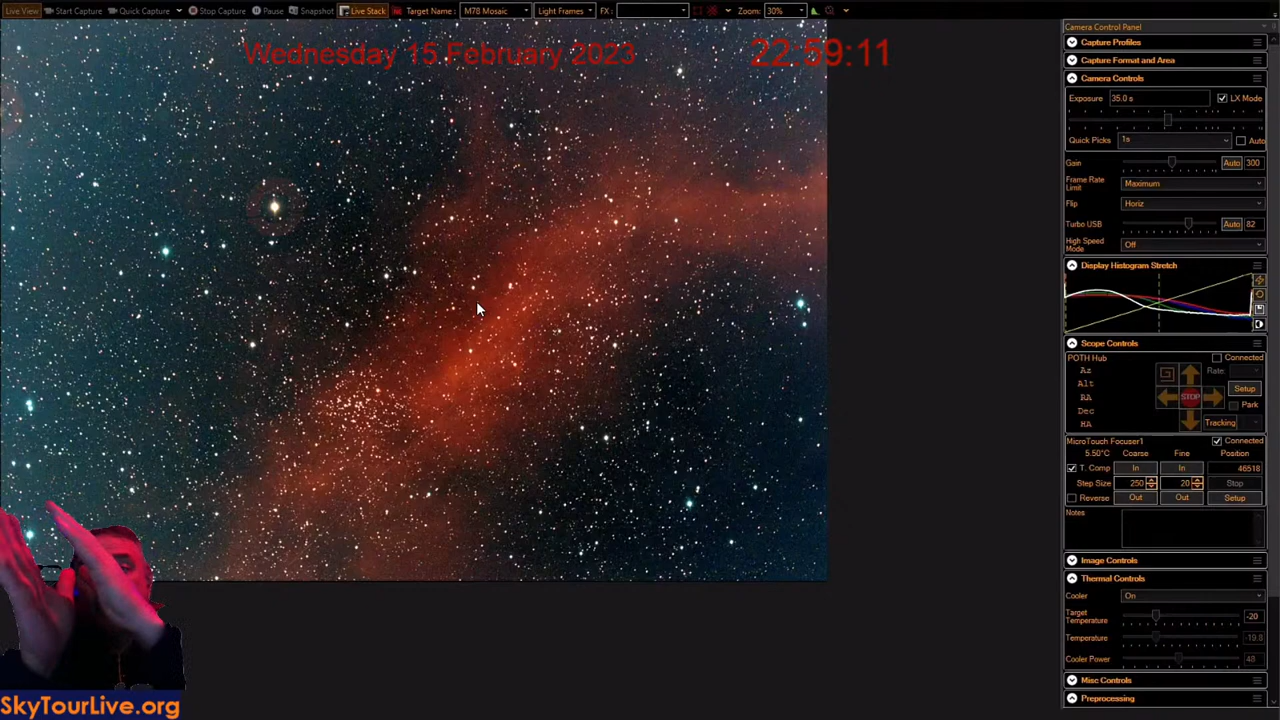 Live View Start Capture Quick Capture Stop Capture Pause Snapshot Live Stack Target Name : M78 Mosaic Light Frames FX : Zoom: 30%
Wednesday 15 February 2023 22:59:11
Camera Control Panel
Capture Profiles
Capture Format and Area
Camera Controls
Exposure 35.0 s LX Mode
Quick Picks 1s Auto
Gain Auto 300
Frame Rate Limit Maximum
Flip Horiz
Turbo USB Auto 82
High Speed Mode Off
Display Histogram Stretch
Scope Controls
POTH Hub Connected
Az Rate:
Alt Setup
RA STOP Park
Dec Tracking
HA
MicroTouch Focuser1 Connected
5.50°C Coarse Fine Position
T. Comp In In 46518
Step Size 250 20 Stop
Reverse Out Out Setup
Notes
Image Controls
Thermal Controls
Cooler On
Target Temperature -20
Temperature -19.8
Cooler Power 48
Misc Controls
Preprocessing
SkyTourLive.org